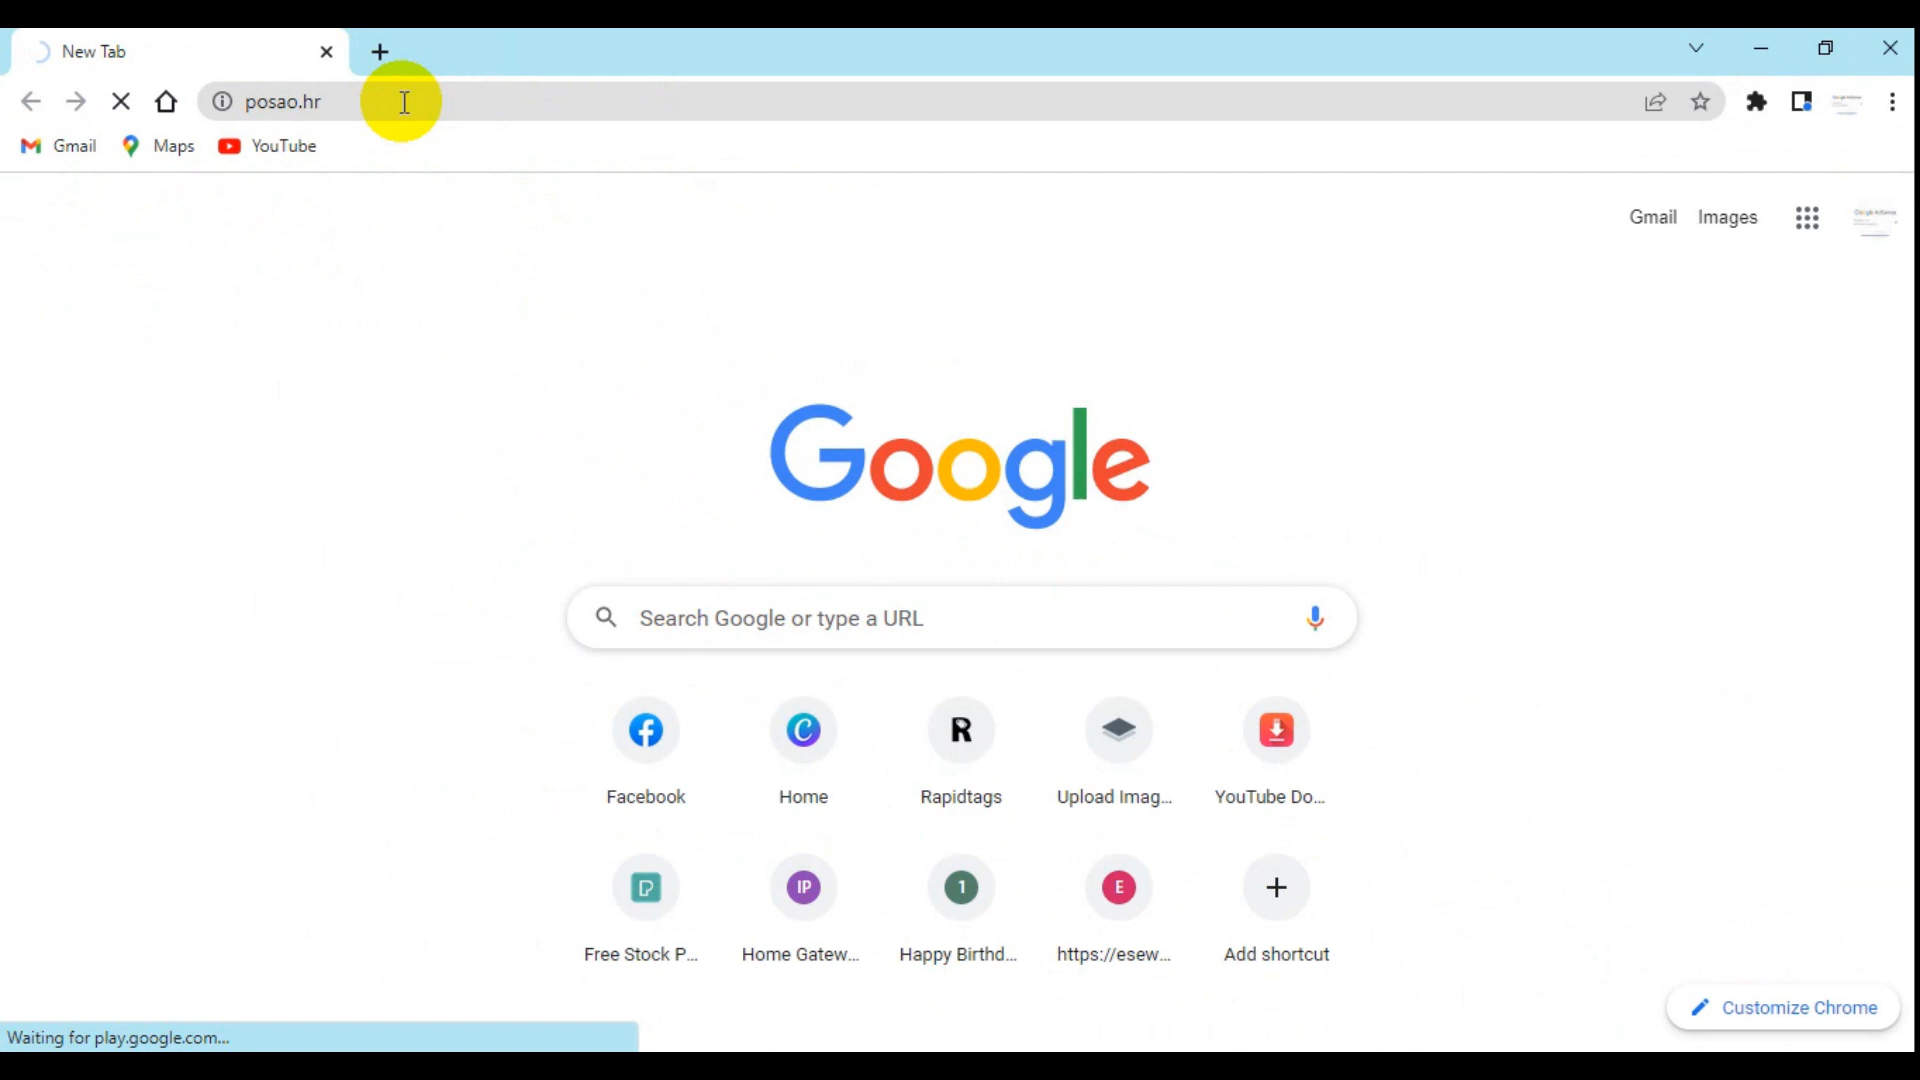 New Tab
posao.hr
Gmail Maps YouTube
Gmail Images
Google
Search Google or type a URL
Facebook Home Rapidtags Upload Imag... YouTube Do...
IP 1 E
Free Stock P... Home Gatew... Happy Birthd... https://esew... Add shortcut
Customize Chrome
Waiting for play.google.com...